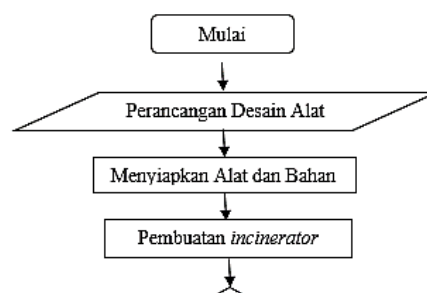 Mulai
Perancangan Desain Alat
Menyiapkan Alat dan Bahan
Pembuatan incinerator